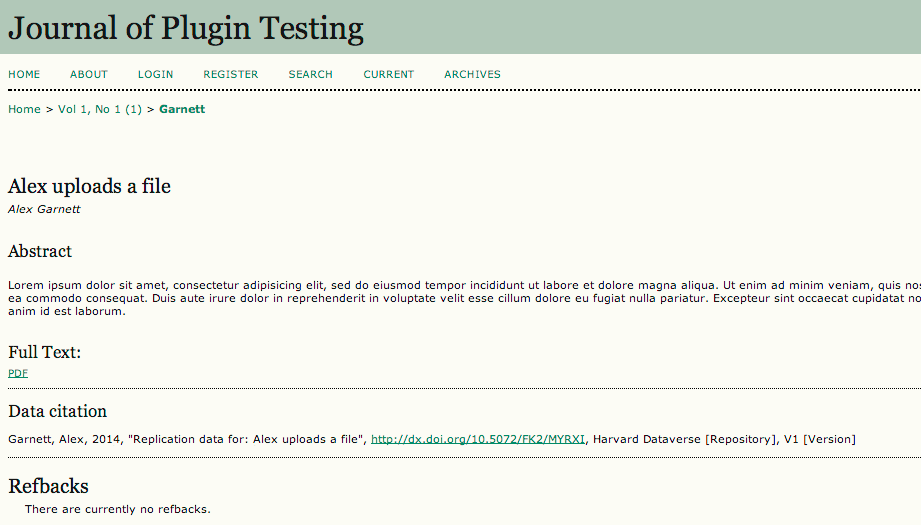 Journal of Plugin Testing
HOME ABOUT LOGIN REGISTER SEARCH CURRENT ARCHIVES
Home > Vol 1, No 1 (1) > Garnett
Alex uploads a file
Alex Garnett
Abstract
Lorem ipsum dolor sit amet, consectetur adipisicing elit, sed do eiusmod tempor incididunt ut labore et dolore magna aliqua. Ut enim ad minim veniam, quis
ea commodo consequat. Duis aute irure dolor in reprehenderit in voluptate velit esse cillum dolore eu fugiat nulla pariatur. Excepteur sint occaecat cupidatat
anim id est laborum.
Full Text:
PDF
Data citation
Garnett, Alex, 2014, "Replication data for: Alex uploads a file", http://dx.doi.org/10.5072/FK2/MYRXI, Harvard Dataverse [Repository], V1 [Version]
Refbacks
There are currently no refbacks.